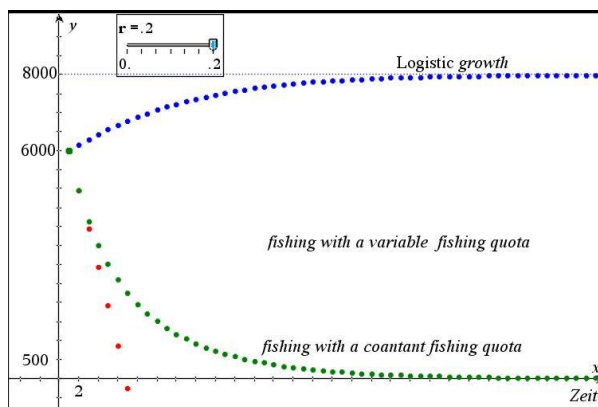 y
r = .2
0. .2
8000
Logistic growth
6000
fishing with a variable fishing quota
fishing with a coantant fishing quota
500
x
2
Zeit